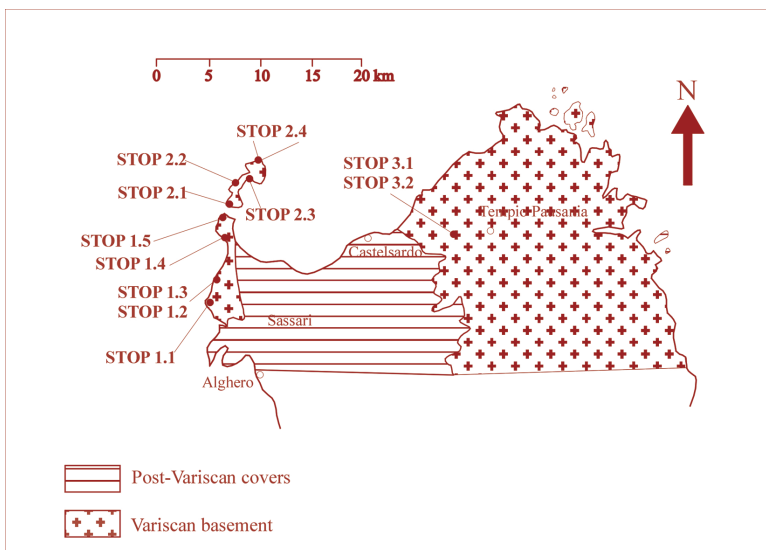 0 5 10 15 20 km
N
STOP 2.4
STOP 2.2
STOP 3.1
STOP 3.2
STOP 2.1
STOP 2.3
Tempio Pausania
STOP 1.5
Castelsardo
STOP 1.4
STOP 1.3
STOP 1.2
Sassari
STOP 1.1
Alghero
Post-Variscan covers
Variscan basement